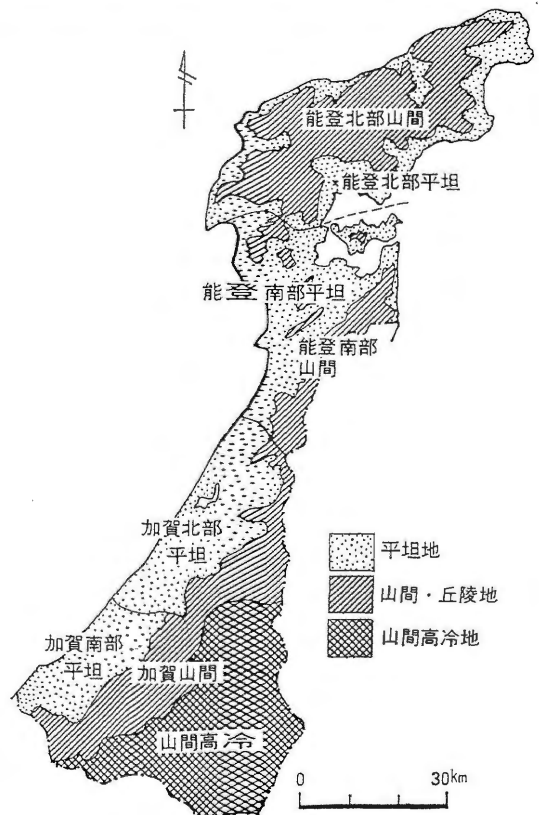 能登北部山間
能登北部平坦
能登南部平坦
能登南部
山間
加賀北部
平坦
平坦地
山間・丘陵地
山間高冷地
加賀南部
平坦
加賀山間
山間高冷
0 30km